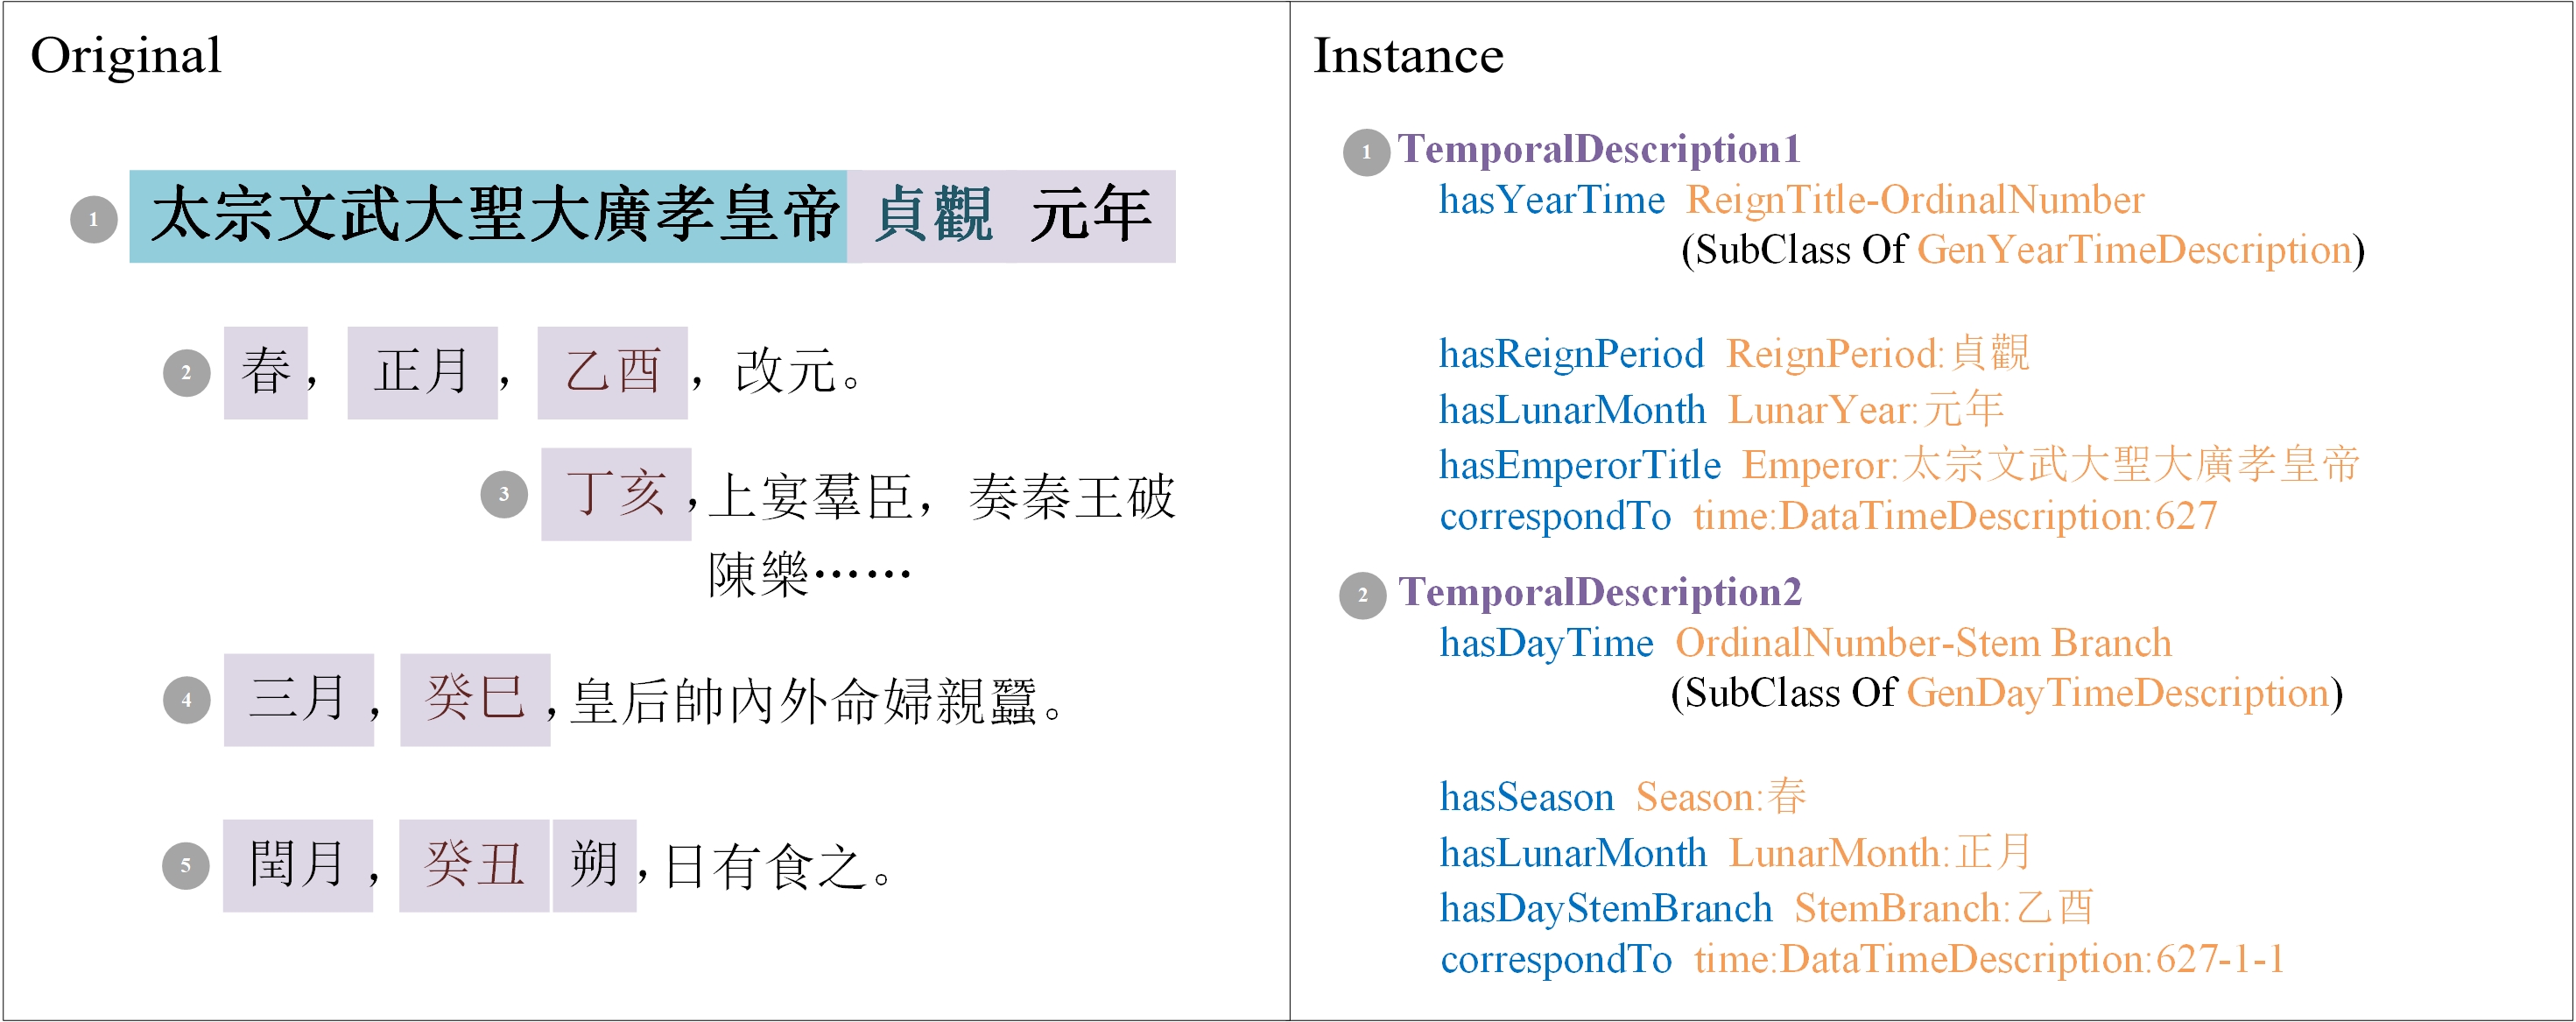 Original
1 太宗文武大聖大廣孝皇帝 貞觀 元年
2 春， 正月， 乙酉，改元。
3 丁亥，上宴羣臣，奏秦王破
陳樂……
4 三月，癸巳，皇后帥內外命婦親蠶。
5 閏月，癸丑 朔，日有食之。
Instance
1 TemporalDescription1
hasYearTime ReignTitle-OrdinalNumber
(SubClass Of GenYearTimeDescription)
hasReignPeriod ReignPeriod:貞觀
hasLunarMonth LunarYear:元年
hasEmperorTitle Emperor:太宗文武大聖大廣孝皇帝
correspondTo time:DataTimeDescription:627
2 TemporalDescription2
hasDayTime OrdinalNumber-Stem Branch
(SubClass Of GenDayTimeDescription)
hasSeason Season:春
hasLunarMonth LunarMonth:正月
hasDayStemBranch StemBranch:乙酉
correspondTo time:DataTimeDescription:627-1-1